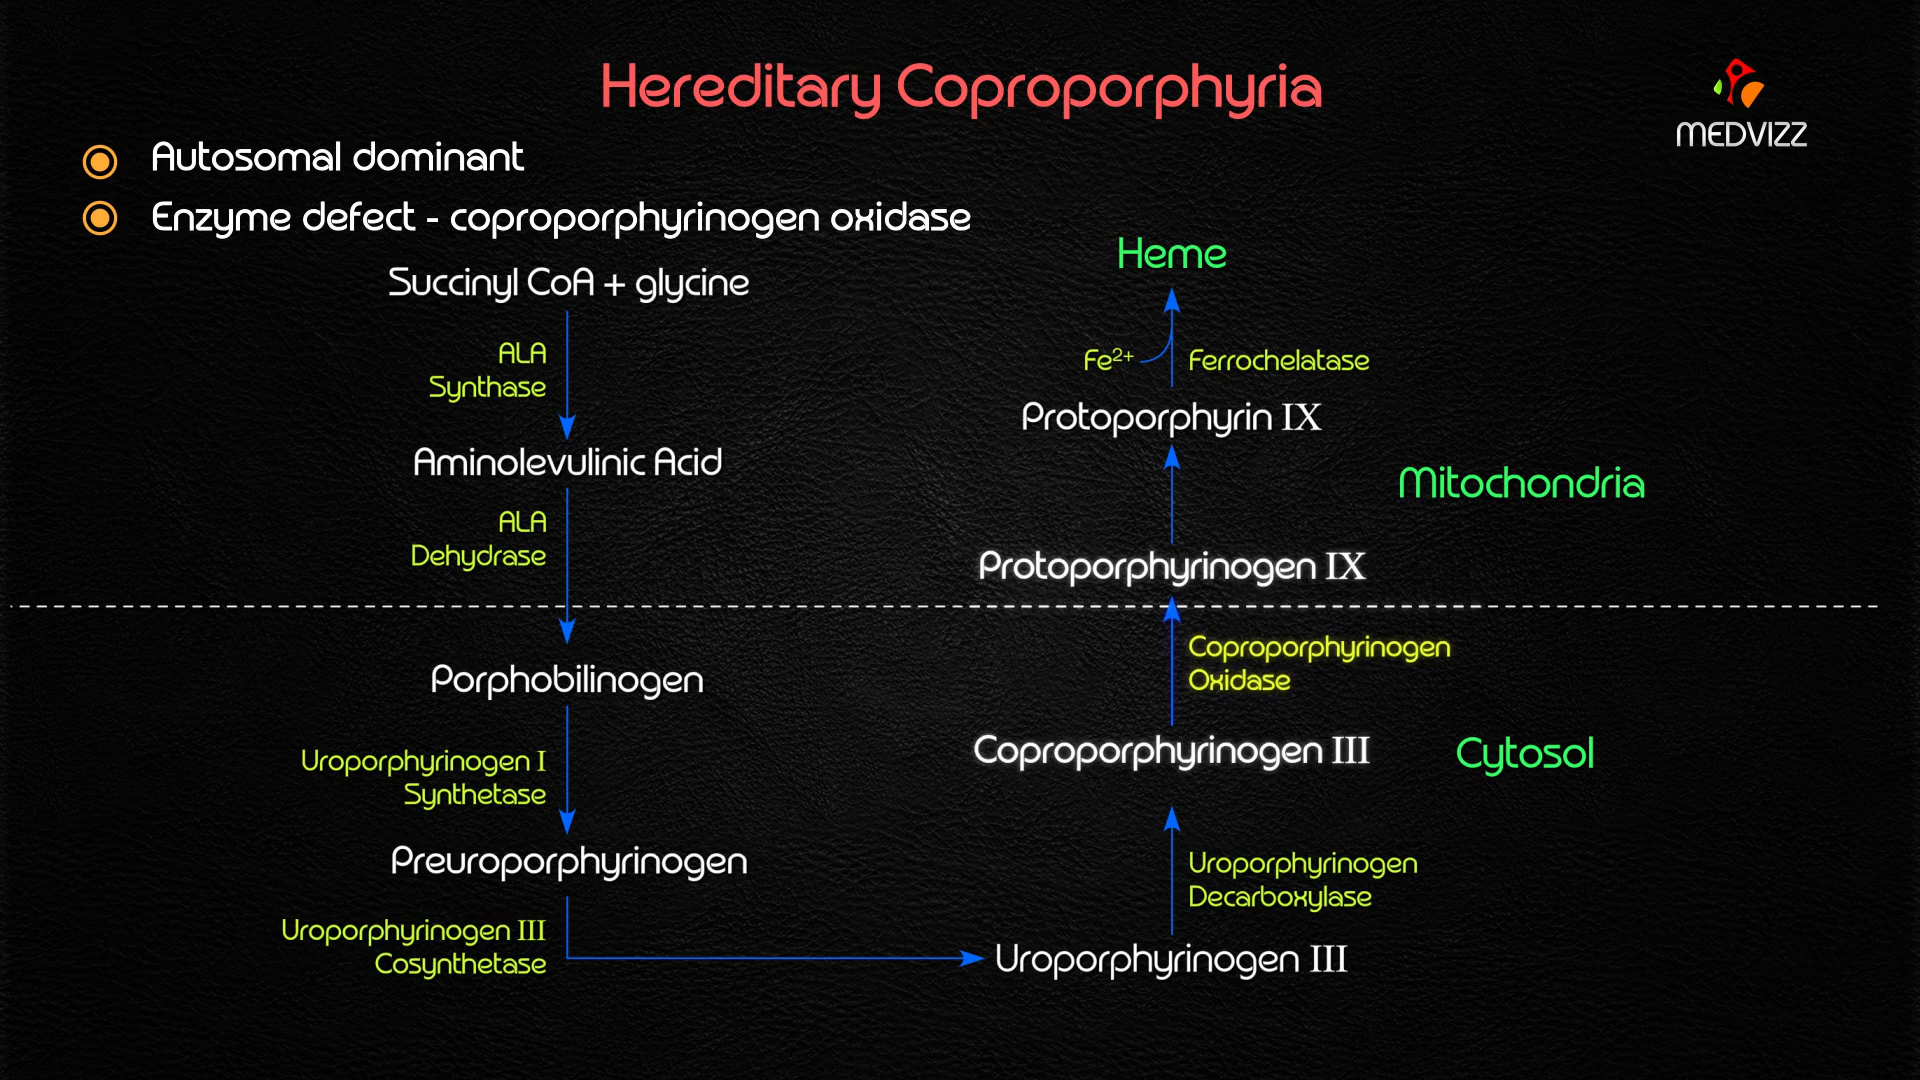 Hereditary Coproporphyria
MEDVIZZ
Autosomal dominant
Enzyme defect - coproporphyrinogen oxidase
Succinyl CoA + glycine
ALA
Synthase
Aminolevulinic Acid
ALA
Dehydrase
Porphobilinogen
Uroporphyrinogen I
Synthetase
Preuroporphyrinogen
Uroporphyrinogen III
Cosynthetase
Uroporphyrinogen III
Uroporphyrinogen
Decarboxylase
Coproporphyrinogen III
Cytosol
Coproporphyrinogen
Oxidase
Protoporphyrinogen IX
Mitochondria
Protoporphyrin IX
Fe²⁺
Ferrochelatase
Heme